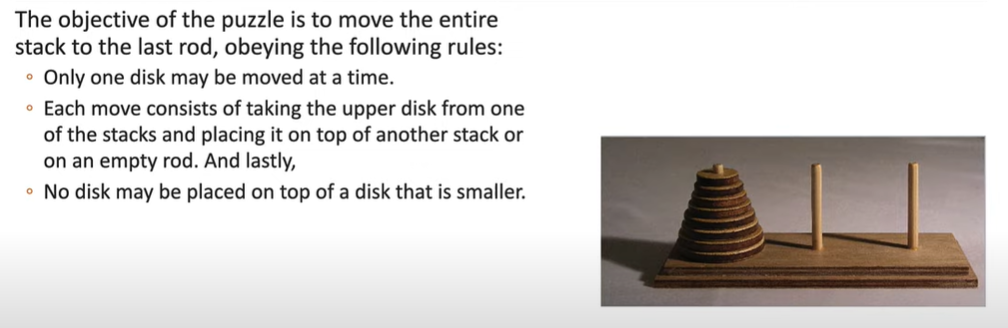 The objective of the puzzle is to move the entire
stack to the last rod, obeying the following rules:
◦ Only one disk may be moved at a time.
◦ Each move consists of taking the upper disk from one
of the stacks and placing it on top of another stack or
on an empty rod. And lastly,
◦ No disk may be placed on top of a disk that is smaller.